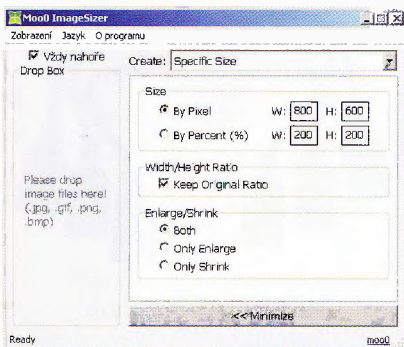 Moo0 ImageSizer
Zobrazení Jazyk O programu
Vždy nahoře
Drop Box
Please drop
image files here!
(.jpg, .gif, .png,
.bmp)
Create: Specific Size
Size
By Pixel W: 800 H: 600
By Percent (%) W: 200 H: 200
Width/Height Ratio
Keep Original Ratio
Enlarge/Shrink
Both
Only Enlarge
Only Shrink
<< Minimize
Ready moo0